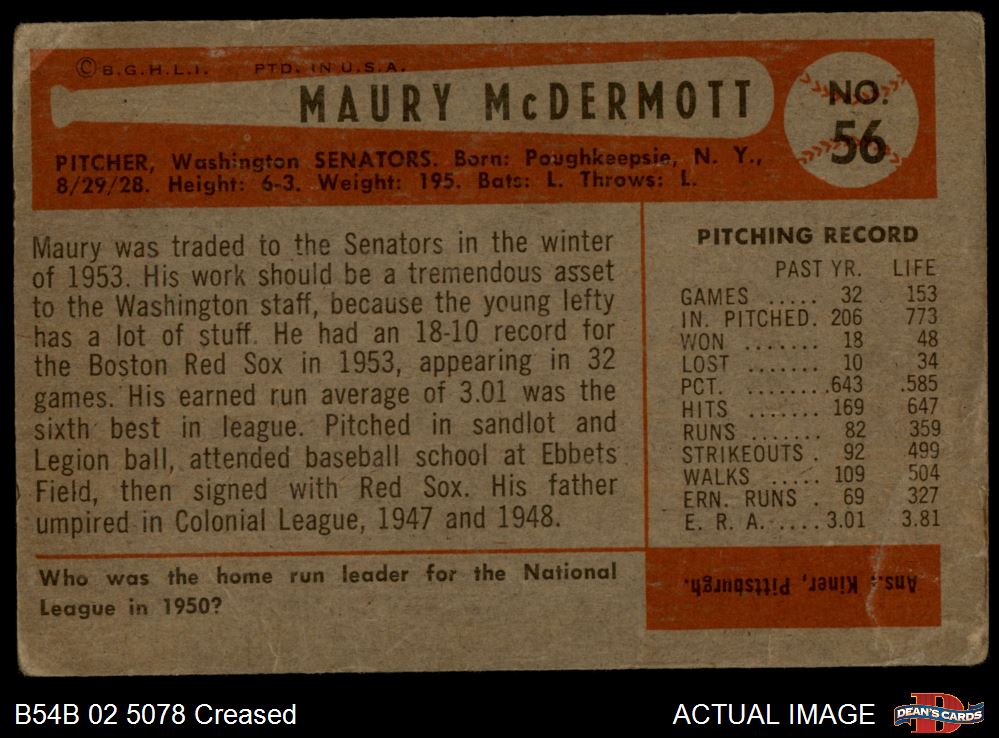 © B.G.H.L.I. PTD. IN U.S.A.
MAURY McDERMOTT
NO. 56
PITCHER, Washington SENATORS. Born: Poughkeepsie, N. Y.,
8/29/28. Height: 6-3. Weight: 195. Bats: L. Throws: L.
Maury was traded to the Senators in the winter
of 1953. His work should be a tremendous asset
to the Washington staff, because the young lefty
has a lot of stuff. He had an 18-10 record for
the Boston Red Sox in 1953, appearing in 32
games. His earned run average of 3.01 was the
sixth best in league. Pitched in sandlot and
Legion ball, attended baseball school at Ebbets
Field, then signed with Red Sox. His father
umpired in Colonial League, 1947 and 1948.
PITCHING RECORD
PAST YR. LIFE
GAMES ..... 32 153
IN. PITCHED. 206 773
WON ....... 18 48
LOST ....... 10 34
PCT. ....... .643 .585
HITS ....... 169 647
RUNS ....... 82 359
STRIKEOUTS . 92 499
WALKS ..... 109 504
ERN. RUNS . 69 327
E. R. A. ..... 3.01 3.81
Who was the home run leader for the National
League in 1950?
Ans.: Kiner, Pittsburgh.
B54B 02 5078 Creased
ACTUAL IMAGE
D
DEAN'S CARDS